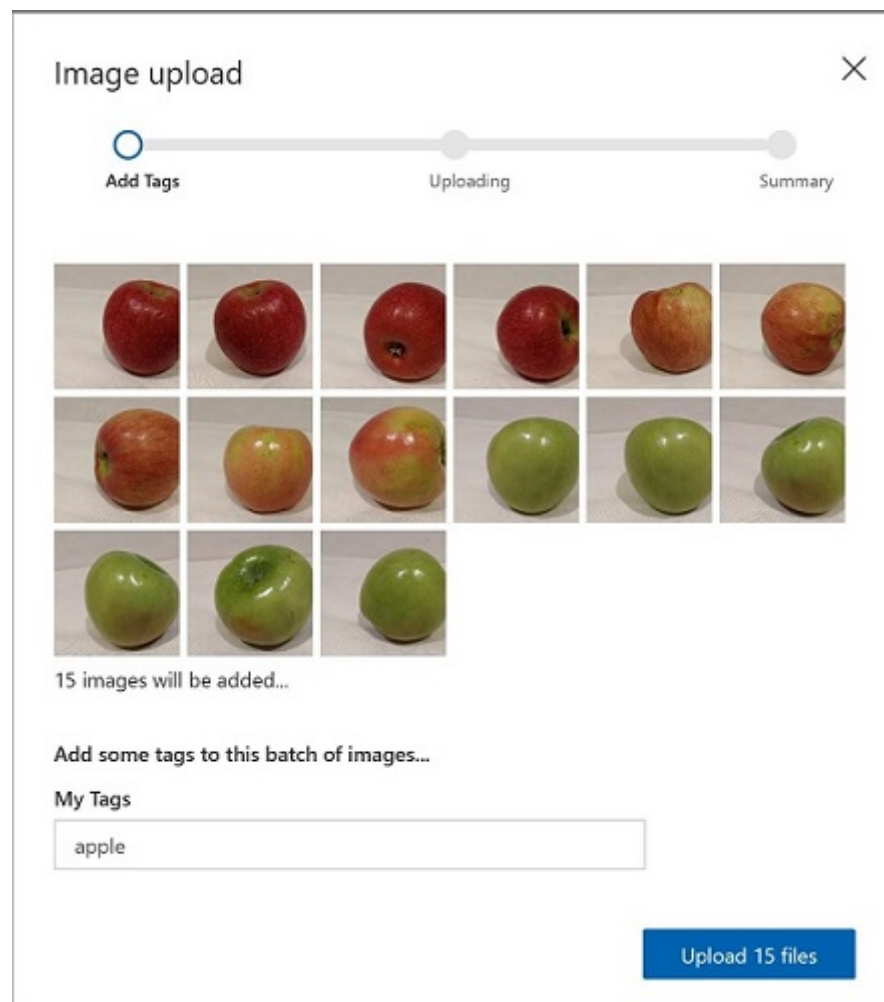 Image upload
Add Tags
Uploading
Summary
15 images will be added...
Add some tags to this batch of images...
My Tags
apple
Upload 15 files